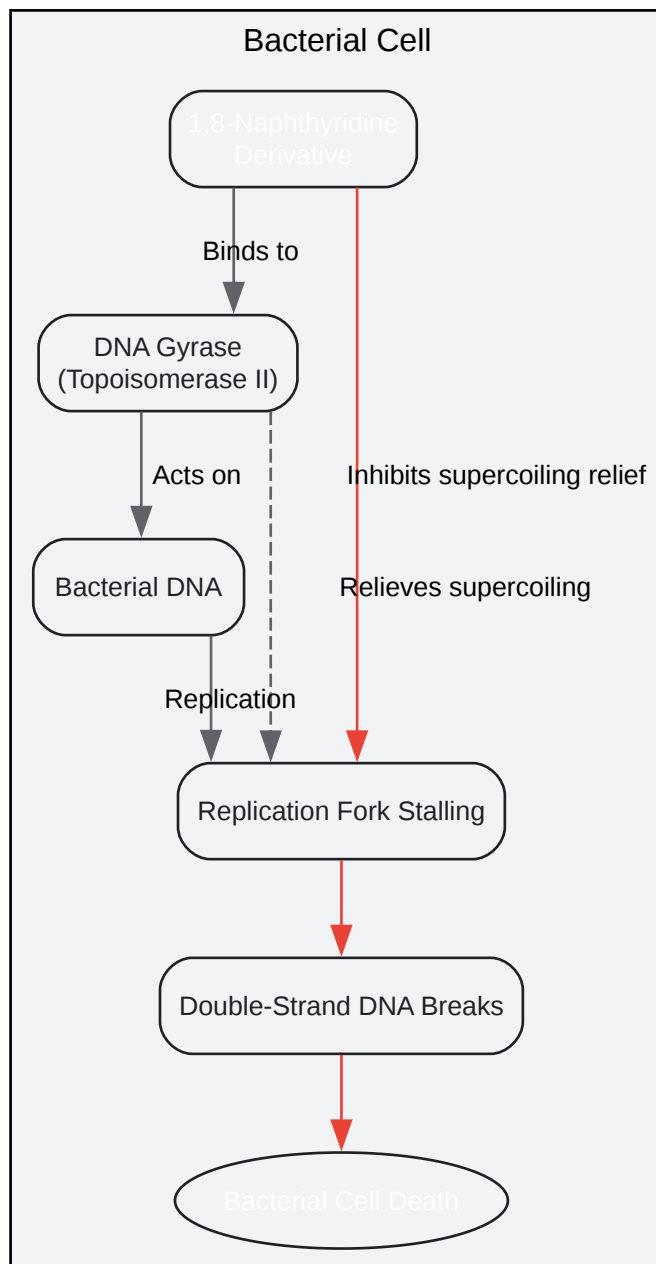 Bacterial Cell
1,8-Naphthyridine
Derivative
Binds to
DNA Gyrase
(Topoisomerase II)
Acts on
Inhibits supercoiling relief
Bacterial DNA
Relieves supercoiling
Replication
Replication Fork Stalling
Double-Strand DNA Breaks
Bacterial Cell Death